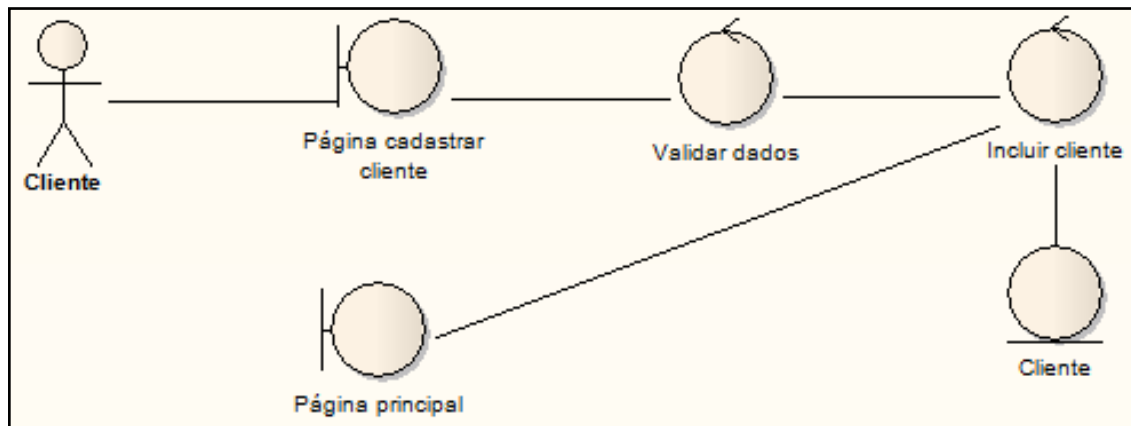 Cliente
Página cadastrar
cliente
Validar dados
Incluir cliente
Página principal
Cliente